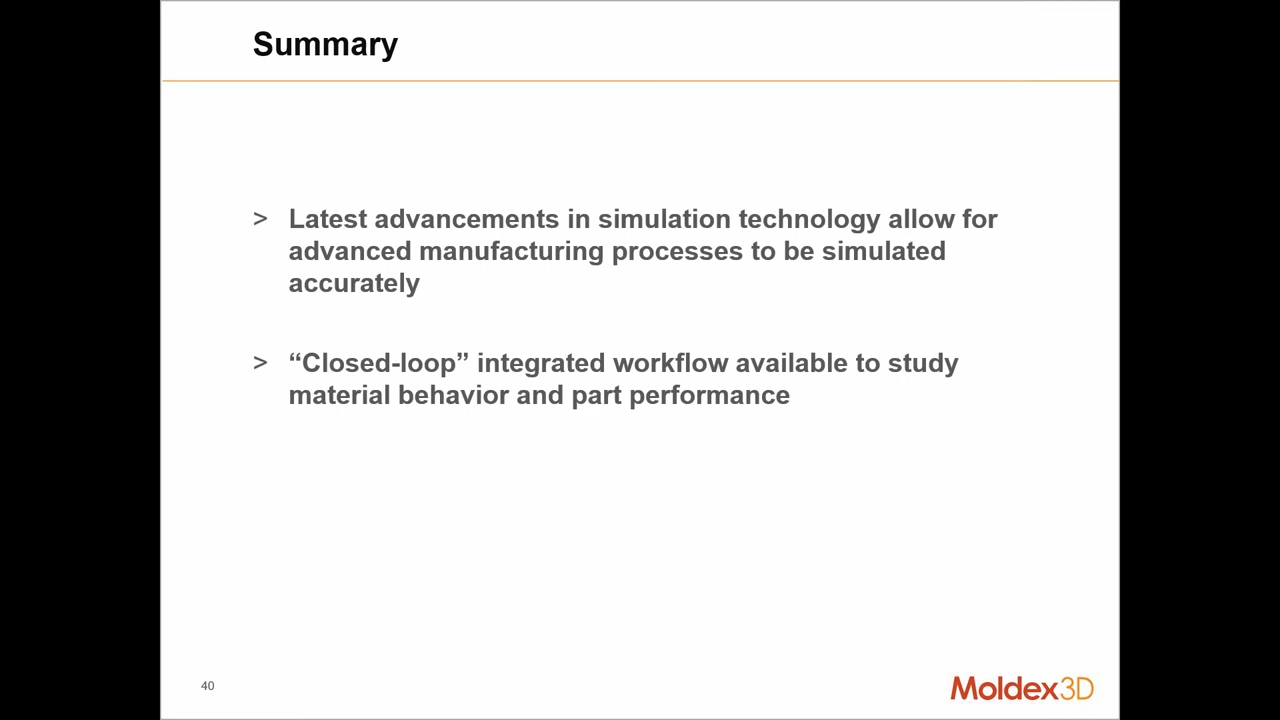 Summary
> Latest advancements in simulation technology allow for
advanced manufacturing processes to be simulated
accurately
> “Closed-loop” integrated workflow available to study
material behavior and part performance
40
Moldex3D